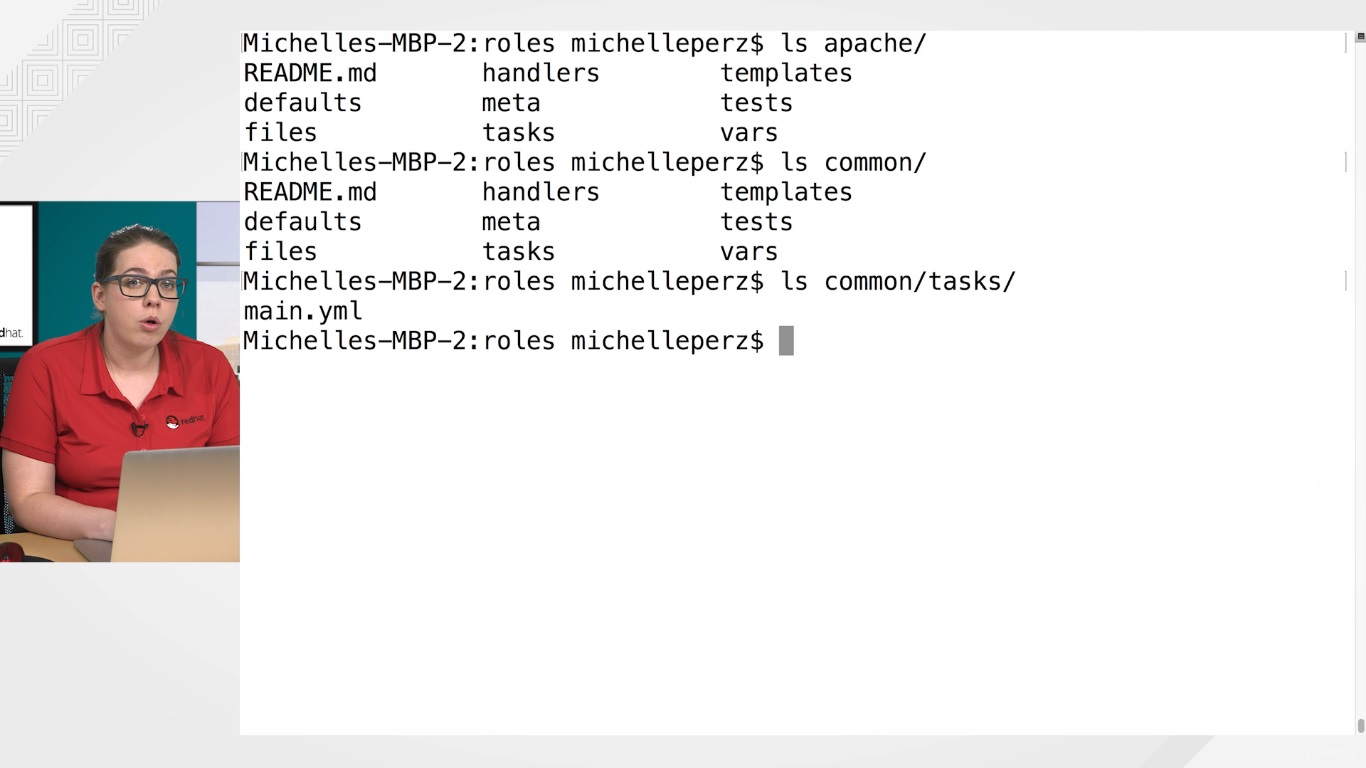 Michelles-MBP-2:roles michelleperz$ ls apache/
README.md handlers templates
defaults meta tests
files tasks vars
Michelles-MBP-2:roles michelleperz$ ls common/
README.md handlers templates
defaults meta tests
files tasks vars
Michelles-MBP-2:roles michelleperz$ ls common/tasks/
main.yml
Michelles-MBP-2:roles michelleperz$
dhat.
redhat.